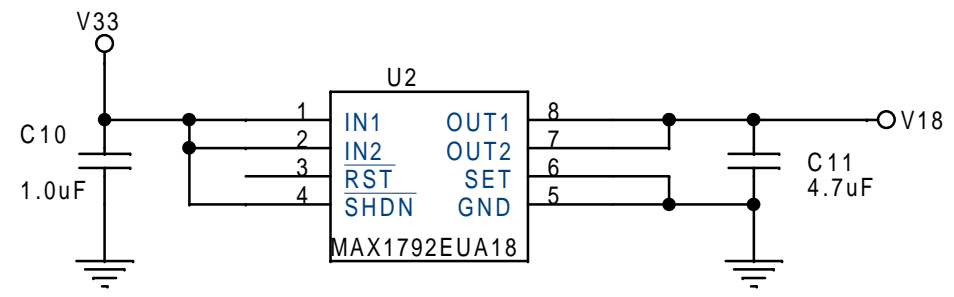 V33
U2
C10
1.0uF
1 IN1 OUT1 8
2 IN2 OUT2 7
3 RST SET 6
4 SHDN GND 5
MAX1792EUA18
V18
C11
4.7uF